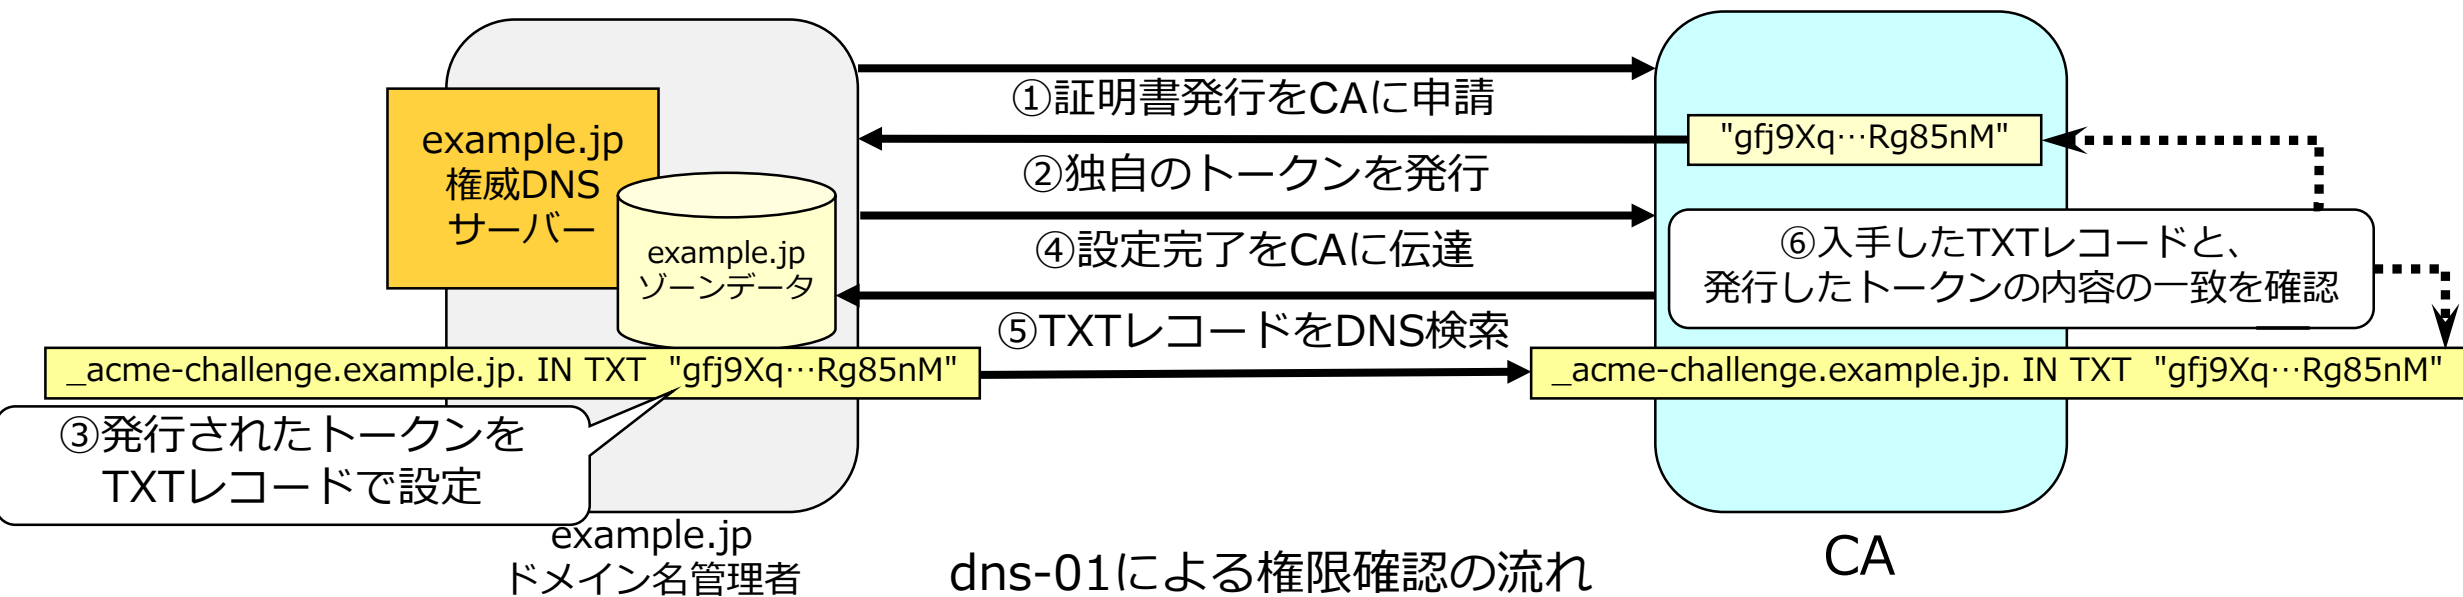 ①証明書発行をCAに申請
example.jp
権威DNS
サーバー
"gfj9Xq…Rg85nM"
②独自のトークンを発行
example.jp
ゾーンデータ
④設定完了をCAに伝達
⑥入手したTXTレコードと、
発行したトークンの内容の一致を確認
⑤TXTレコードをDNS検索
_acme-challenge.example.jp. IN TXT "gfj9Xq…Rg85nM"
_acme-challenge.example.jp. IN TXT "gfj9Xq…Rg85nM"
③発行されたトークンを
TXTレコードで設定
example.jp
ドメイン名管理者
dns-01による権限確認の流れ
CA